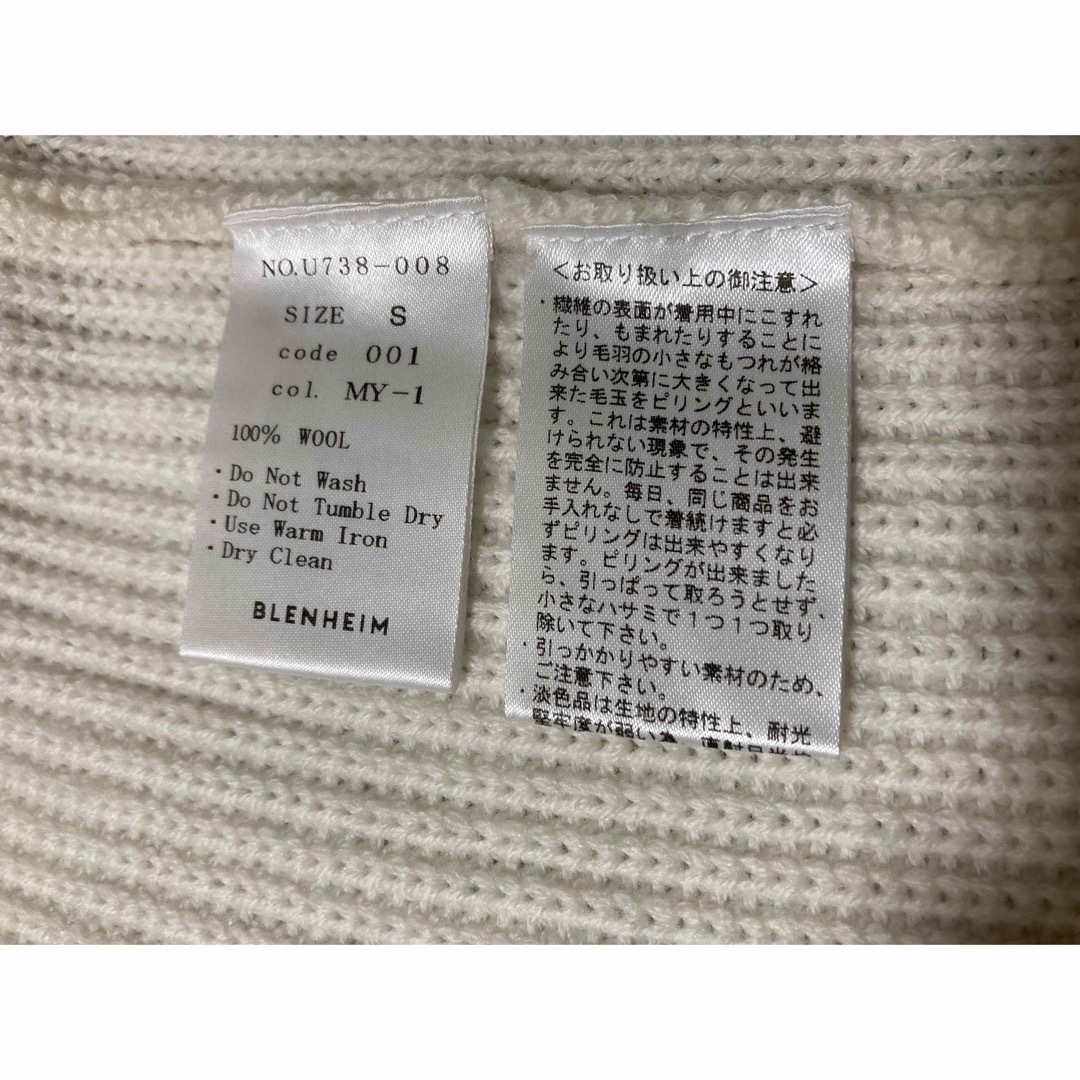 NO.U738-008
SIZE S
code 001
col. MY-1
100% WOOL
・Do Not Wash
・Do Not Tumble Dry
・Use Warm Iron
・Dry Clean
BLENHEIM
＜お取り扱い上の御注意＞
・繊維の表面が着用中にこすれ
たり、もまれたりすることに
より毛羽の小さなもつれが絡
み合い次第に大きくなって出
来た毛玉をピリングといいま
す。これは素材の特性上、避
けられない現象で、その発生
を完全に防止することは出来
ません。毎日、同じ商品をお
手入れなしで着続けますと必
ずピリングは出来やすくなり
ます。ピリングが出来ました
ら、引っぱって取ろうとせず、
小さなハサミで1つ1つ取り
除いて下さい。
・引っかかりやすい素材のため、
ご注意下さい。
・淡色品は生地の特性上、耐光
堅牢度が弱い為、